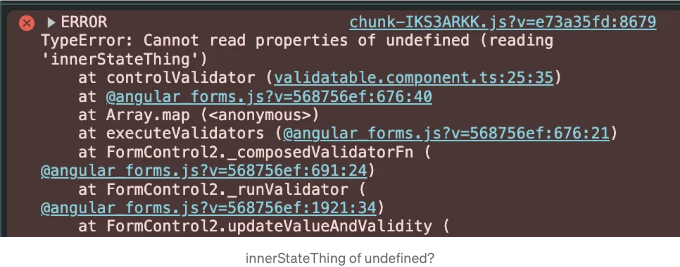 ERROR chunk-IKS3ARKK.js?v=e73a35fd:8679
TypeError: Cannot read properties of undefined (reading
'innerStateThing')
at controlValidator (validatable.component.ts:25:35)
at @angular_forms.js?v=568756ef:676:40
at Array.map (<anonymous>)
at executeValidators (@angular_forms.js?v=568756ef:676:21)
at FormControl2._composedValidatorFn (
@angular_forms.js?v=568756ef:691:24)
at FormControl2._runValidator (
@angular_forms.js?v=568756ef:1921:34)
at FormControl2.updateValueAndValidity (
innerStateThing of undefined?